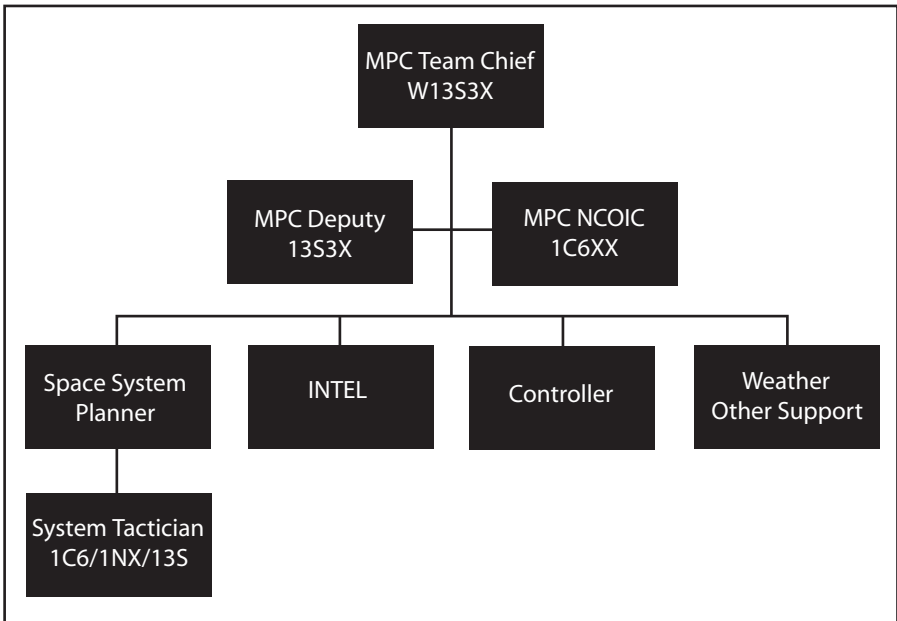 MPC Team Chief
W13S3X
MPC Deputy
13S3X
MPC NCOIC
1C6XX
Space System
Planner
INTEL
Controller
Weather
Other Support
System Tactician
1C6/1NX/13S